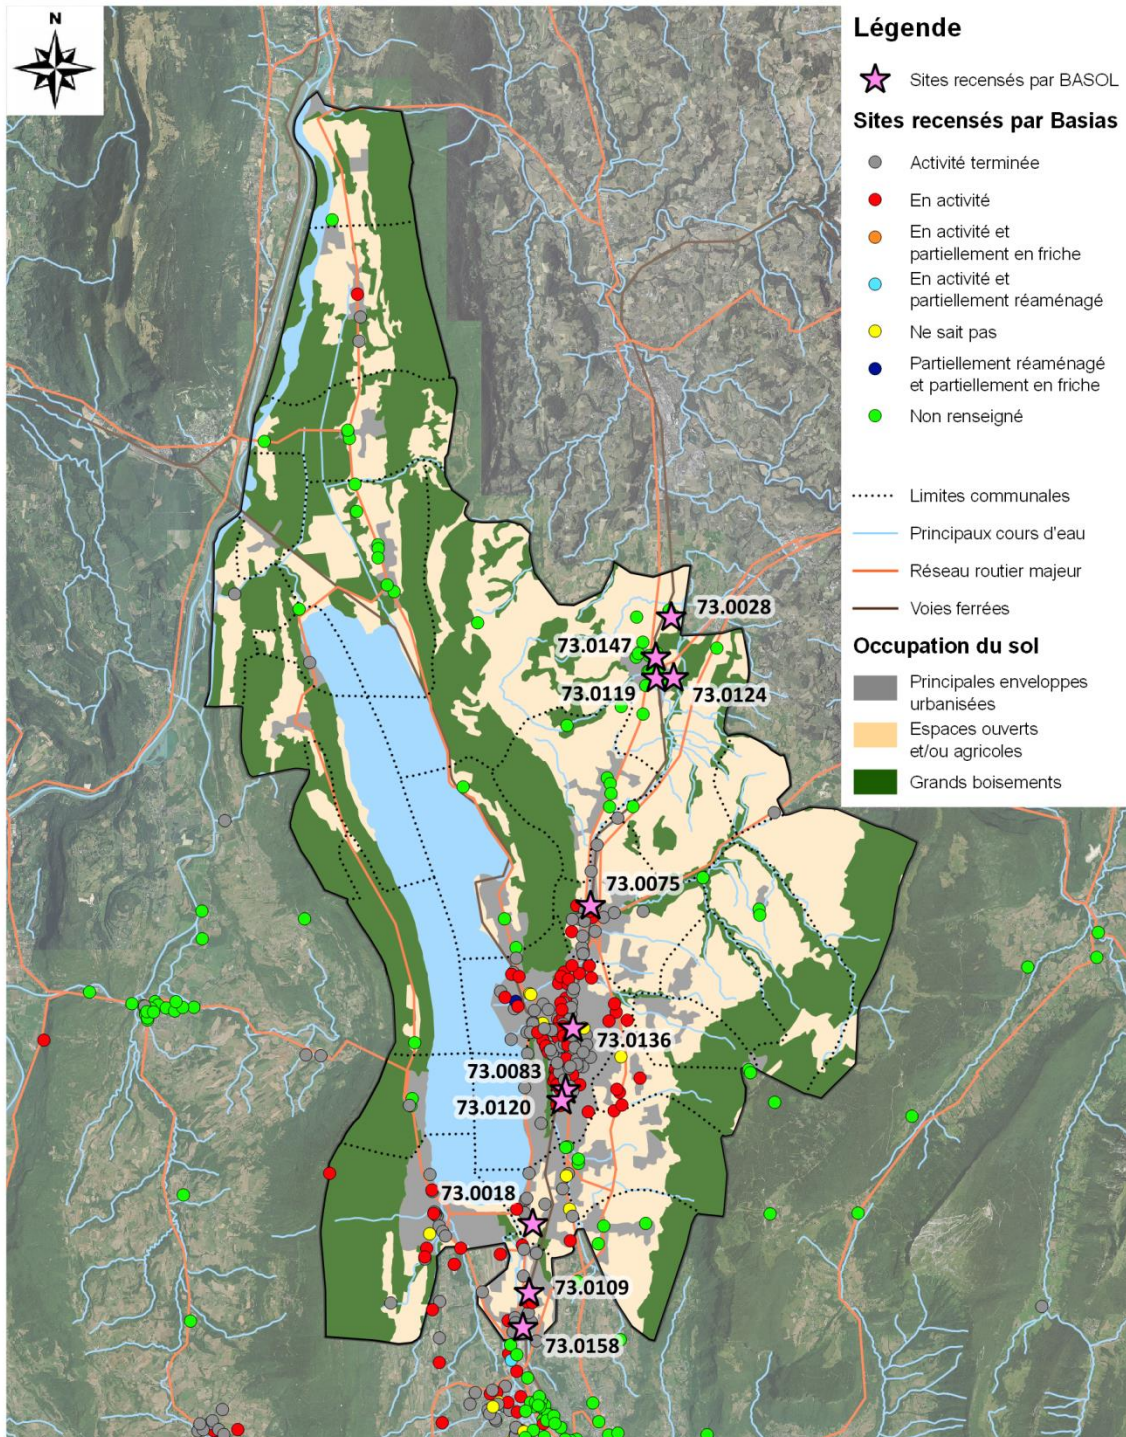 N
Légende
Sites recensés par BASOL
Sites recensés par Basias
Activité terminée
En activité
En activité et
partiellement en friche
En activité et
partiellement réaménagé
Ne sait pas
Partiellement réaménagé
et partiellement en friche
Non renseigné
Limites communales
Principaux cours d'eau
Réseau routier majeur
Voies ferrées
Occupation du sol
Principales enveloppes
urbanisées
Espaces ouverts
et/ou agricoles
Grands boisements
73.0028
73.0147
73.0119
73.0124
73.0075
73.0136
73.0083
73.0120
73.0018
73.0109
73.0158